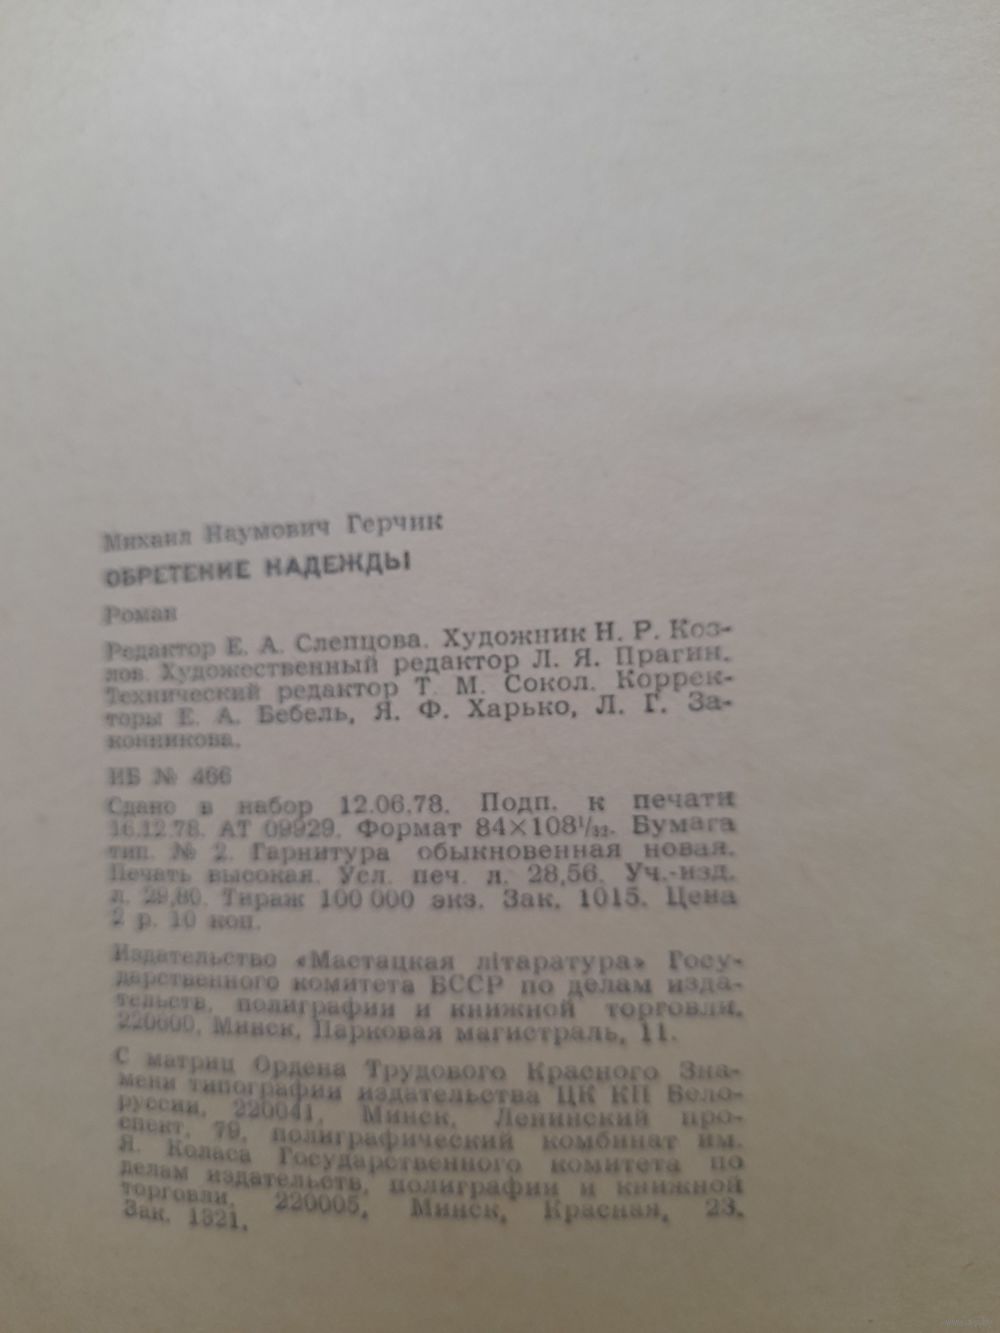 Михаил Наумович Герчик
ОБРЕТЕНИЕ НАДЕЖДЫ
Роман
Редактор Е. А. Слепцова. Художник Н. Р. Коз-
лов. Художественный редактор Л. Я. Прагин.
Технический редактор Т. М. Сокол. Коррек-
торы Е. А. Бебель, Я. Ф. Харько, Л. Г. За-
конникова.
ИБ № 466
Сдано в набор 12.06.78. Подп. к печати
16.12.78. АТ 09929. Формат 84×108¹/₃₂. Бумага
тип. № 2. Гарнитура обыкновенная новая.
Печать высокая. Усл. печ. л. 28,56. Уч.-изд.
л. 29,80. Тираж 100 000 экз. Зак. 1015. Цена
2 р. 10 коп.
Издательство «Мастацкая літаратура» Госу-
дарственного комитета БССР по делам изда-
тельств, полиграфии и книжной торговли.
220600, Минск, Парковая магистраль, 11.
С матриц Ордена Трудового Красного Зна-
мени типографии издательства ЦК КП Бело-
руссии, 220041, Минск, Ленинский про-
спект, 79, полиграфический комбинат им.
Я. Коласа Государственного комитета по
делам издательств, полиграфии и книжной
торговли. 220005, Минск, Красная, 23.
Зак. 1321.